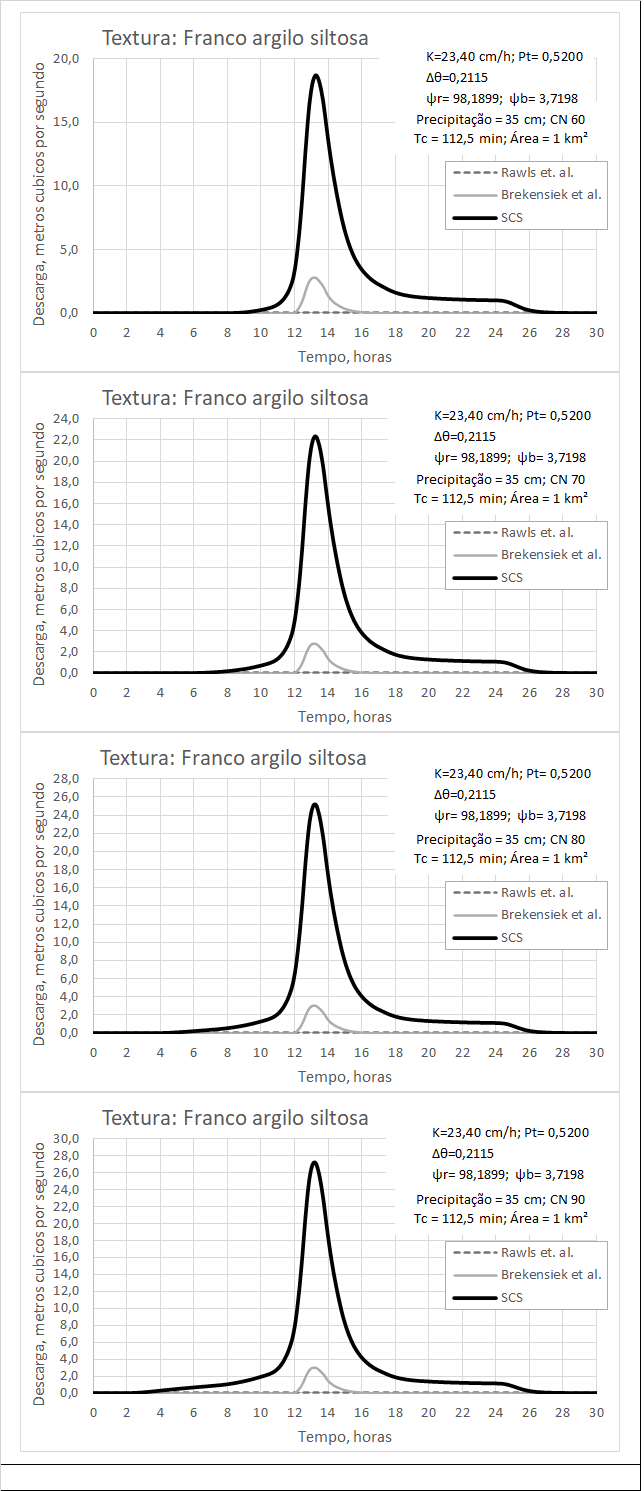 Textura: Franco argilo siltosa
K=23,40 cm/h; Pt= 0,5200
Δθ=0,2115
ψr= 98,1899; ψb= 3,7198
Precipitação = 35 cm; CN 60
Tc = 112,5 min; Área = 1 km²
Rawls et. al.
Brekensiek et al.
SCS
Descarga, metros cubicos por segundo
20,0
15,0
10,0
5,0
0,0
0 2 4 6 8 10 12 14 16 18 20 22 24 26 28 30
Tempo, horas
Textura: Franco argilo siltosa
K=23,40 cm/h; Pt= 0,5200
Δθ=0,2115
ψr= 98,1899; ψb= 3,7198
Precipitação = 35 cm; CN 70
Tc = 112,5 min; Área = 1 km²
Rawls et. al.
Brekensiek et al.
SCS
Descarga, metros cubicos por segundo
24,0
22,0
20,0
18,0
16,0
14,0
12,0
10,0
8,0
6,0
4,0
2,0
0,0
0 2 4 6 8 10 12 14 16 18 20 22 24 26 28 30
Tempo, horas
Textura: Franco argilo siltosa
K=23,40 cm/h; Pt= 0,5200
Δθ=0,2115
ψr= 98,1899; ψb= 3,7198
Precipitação = 35 cm; CN 80
Tc = 112,5 min; Área = 1 km²
Rawls et. al.
Brekensiek et al.
SCS
Descarga, metros cubicos por segundo
28,0
26,0
24,0
22,0
20,0
18,0
16,0
14,0
12,0
10,0
8,0
6,0
4,0
2,0
0,0
0 2 4 6 8 10 12 14 16 18 20 22 24 26 28 30
Tempo, horas
Textura: Franco argilo siltosa
K=23,40 cm/h; Pt= 0,5200
Δθ=0,2115
ψr= 98,1899; ψb= 3,7198
Precipitação = 35 cm; CN 90
Tc = 112,5 min; Área = 1 km²
Rawls et. al.
Brekensiek et al.
SCS
Descarga, metros cubicos por segundo
30,0
28,0
26,0
24,0
22,0
20,0
18,0
16,0
14,0
12,0
10,0
8,0
6,0
4,0
2,0
0,0
0 2 4 6 8 10 12 14 16 18 20 22 24 26 28 30
Tempo, horas